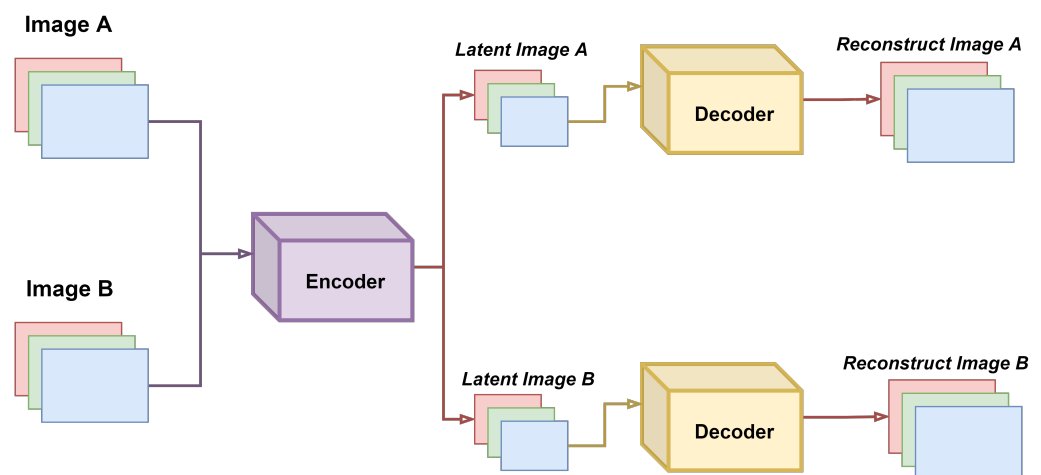 Image A
Latent Image A
Reconstruct Image A
Decoder
Encoder
Image B
Latent Image B
Reconstruct Image B
Decoder